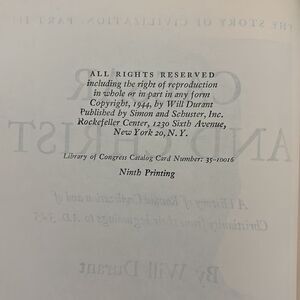 ALL RIGHTS RESERVED
including the right of reproduction
in whole or in part in any form
Copyright, 1944, by Will Durant
Published by Simon and Schuster, Inc.
Rockefeller Center, 1230 Sixth Avenue,
New York 20, N. Y.
Library of Congress Catalog Card Number: 35-10016
Ninth Printing